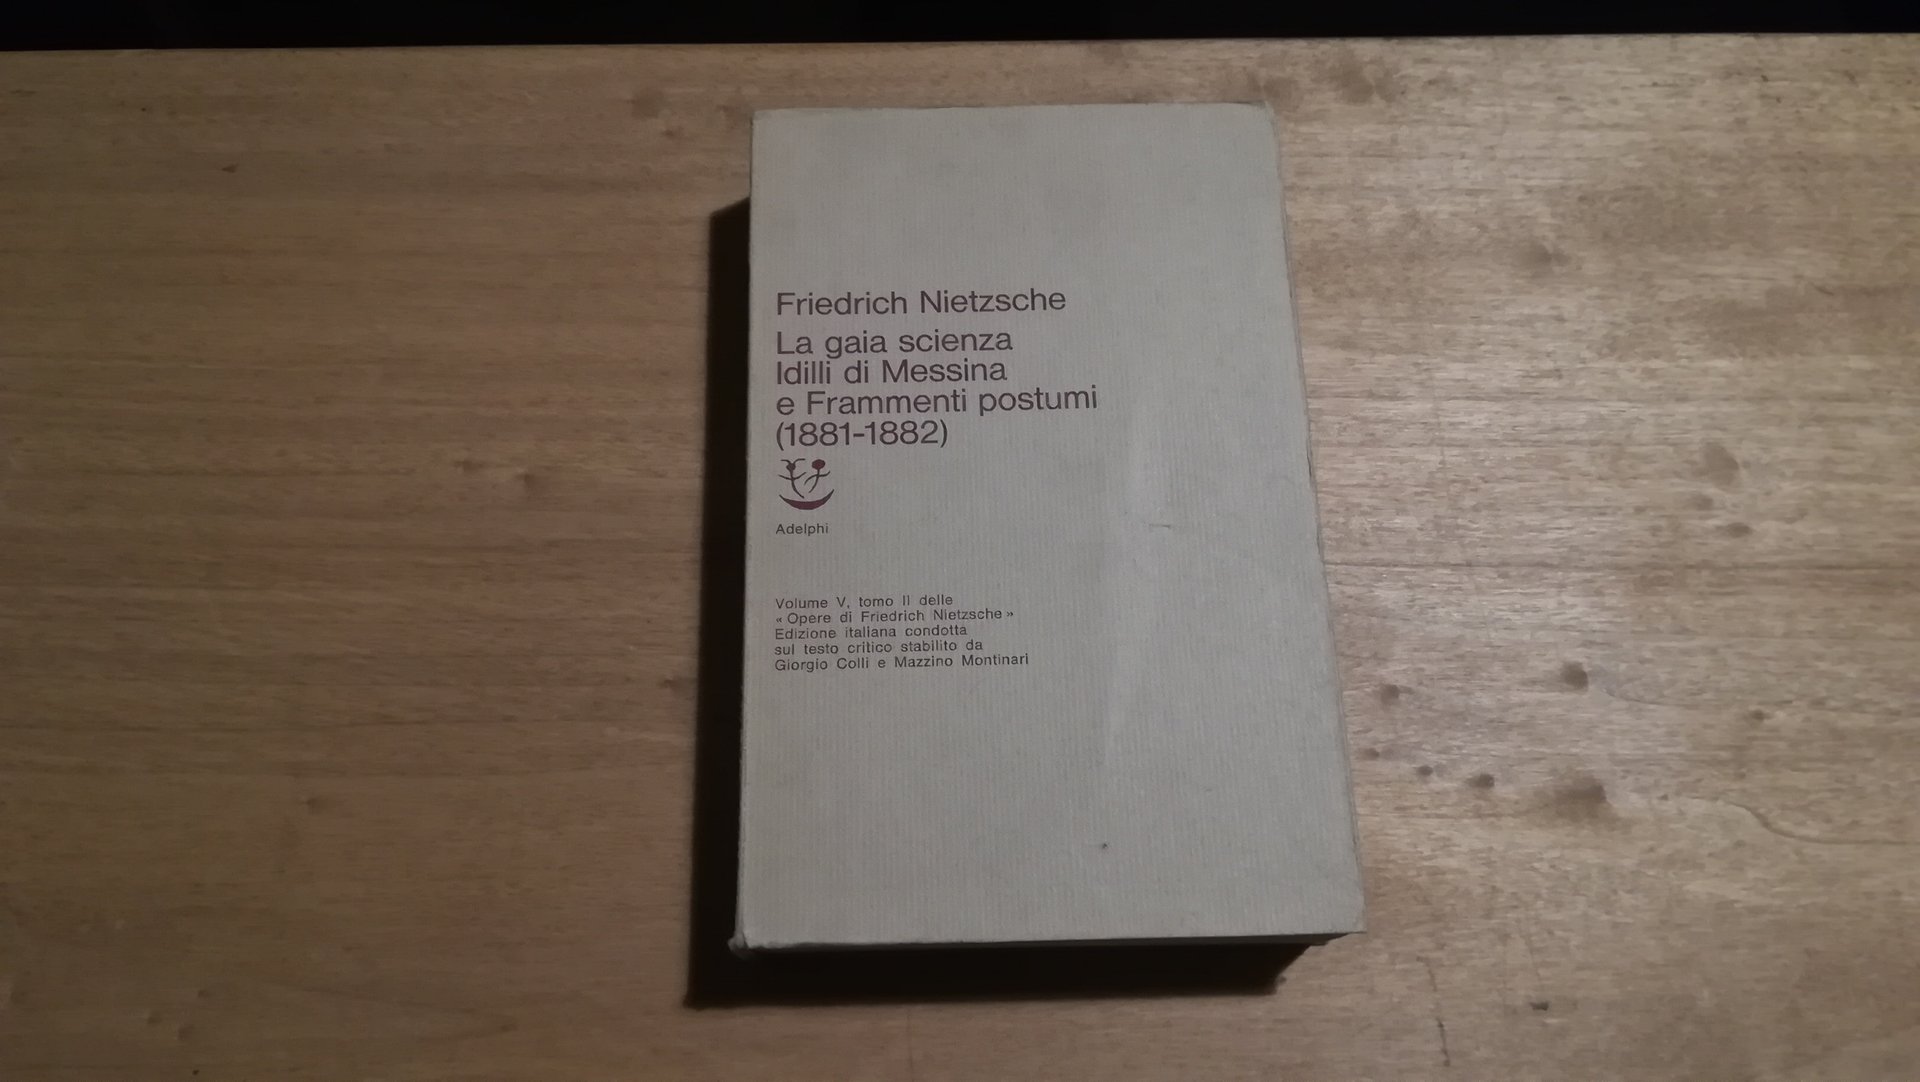 Friedrich Nietzsche
La gaia scienza
Idilli di Messina
e Frammenti postumi
(1881-1882)
Adelphi
Volume V, tomo II delle
« Opere di Friedrich Nietzsche »
Edizione italiana condotta
sul testo critico stabilito da
Giorgio Colli e Mazzino Montinari